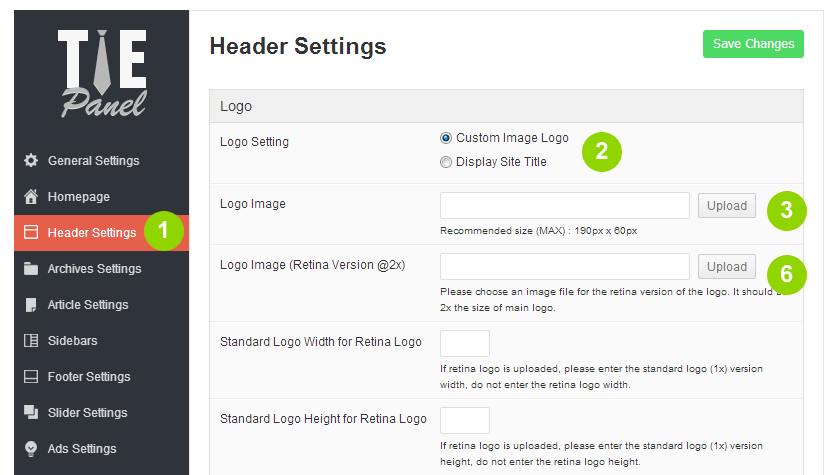 TIE
Panel
General Settings
Homepage
Header Settings
1
Archives Settings
Article Settings
Sidebars
Footer Settings
Slider Settings
Ads Settings
Header Settings
Save Changes
Logo
Logo Setting
Custom Image Logo
Display Site Title
2
Logo Image
Upload
3
Recommended size (MAX) : 190px x 60px
Logo Image (Retina Version @2x)
Upload
6
Please choose an image file for the retina version of the logo. It should
2x the size of main logo.
Standard Logo Width for Retina Logo
If retina logo is uploaded, please enter the standard logo (1x) version
width, do not enter the retina logo width.
Standard Logo Height for Retina Logo
If retina logo is uploaded, please enter the standard logo (1x) version
height, do not enter the retina logo height.